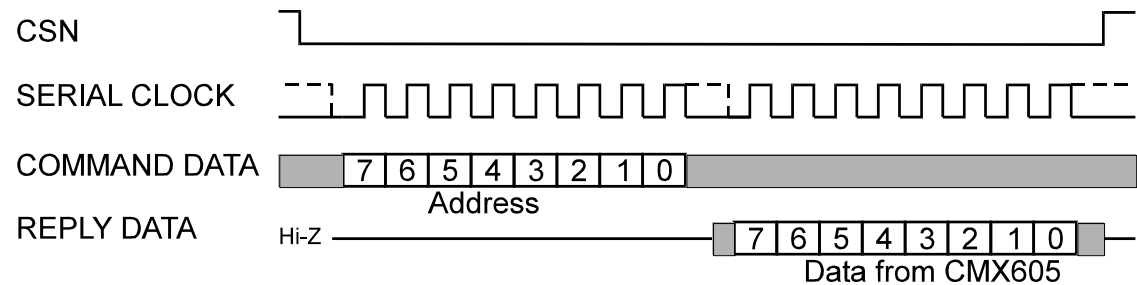 CSN
SERIAL CLOCK
COMMAND DATA 7 6 5 4 3 2 1 0
Address
REPLY DATA Hi-Z 7 6 5 4 3 2 1 0
Data from CMX605